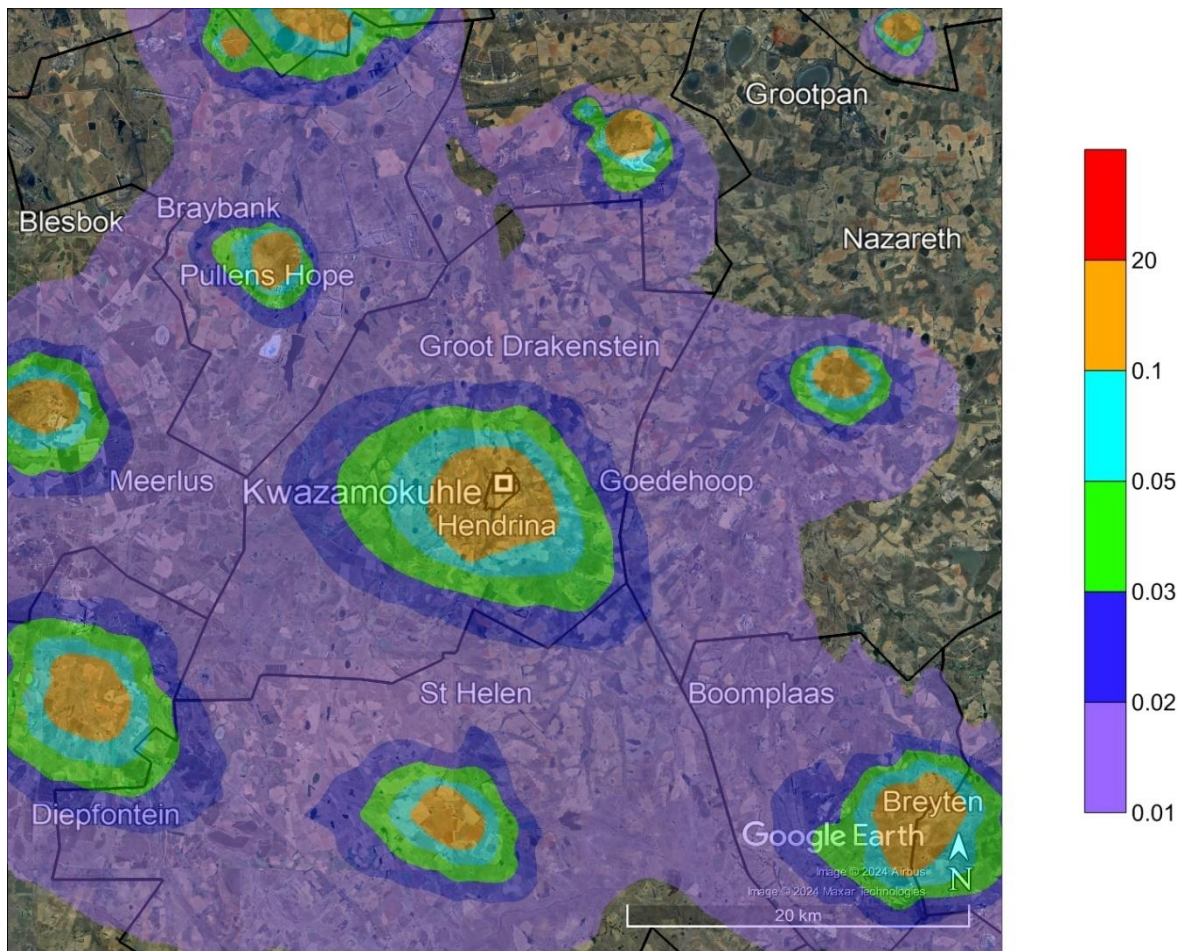 Grootpan
Braybank
Blesbok
Nazareth
Pullens Hope
Groot Drakenstein
Meerlus
Kwazamokuhle
Goedehoop
Hendrina
St Helen
Boomplaas
Diepfontein
Breyten
Google Earth
Image © 2024 Airbus
Image © 2024 Maxar Technologies
N
20 km
20
0.1
0.05
0.03
0.02
0.01